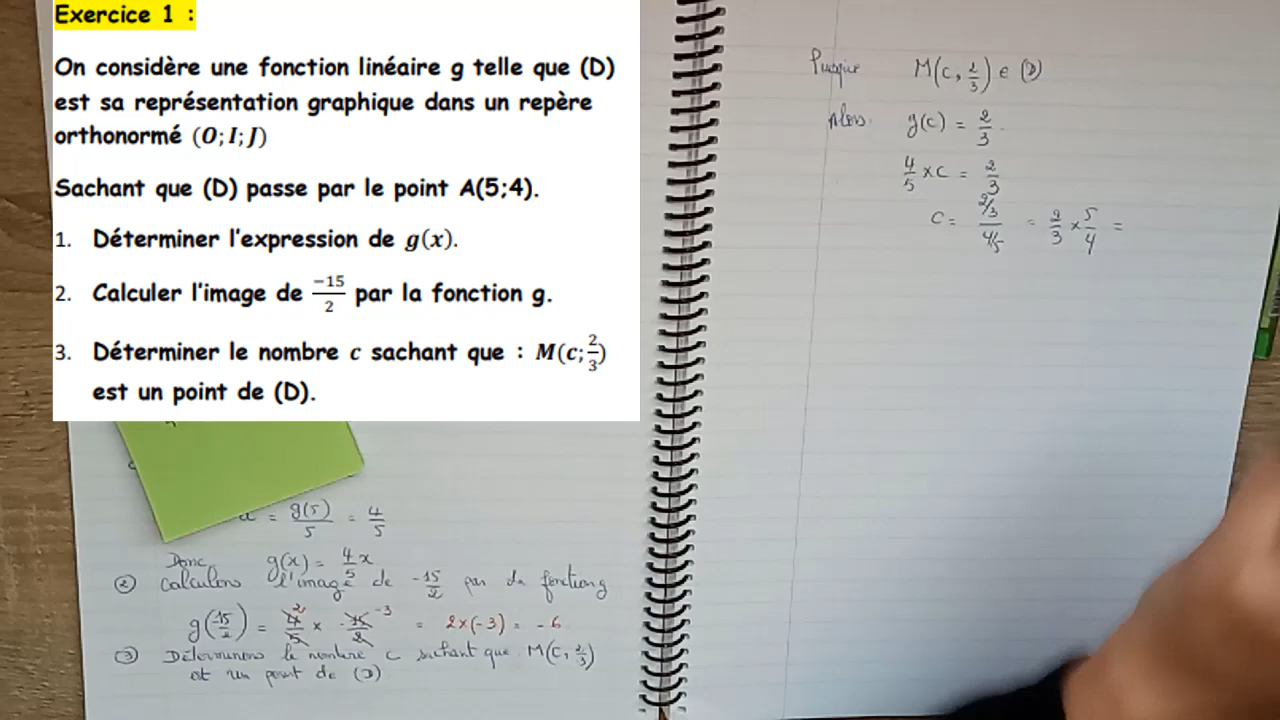 Exercice 1 :
On considère une fonction linéaire g telle que (D)
est sa représentation graphique dans un repère
orthonormé (O; I; J)
Sachant que (D) passe par le point A(5;4).
1. Déterminer l'expression de g(x).
2. Calculer l'image de -15/2 par la fonction g.
3. Déterminer le nombre c sachant que : M(c; 2/3)
est un point de (D).
= g(5)/5 = 4/5
Donc g(x) = 4/5 x
② calculons l'image de -15/2 par la fonction g
g(-15/2) = 4/5 × -15/2 = 2×(-3) = -6
③ Déterminons le nombre c sachant que M(c, 2/3)
est un point de (D)
Puisque M(c, 2/3) ∈ (D)
Alors g(c) = 2/3
4/5 × c = 2/3
c = 2/3 / 4/5 = 2/3 × 5/4 =